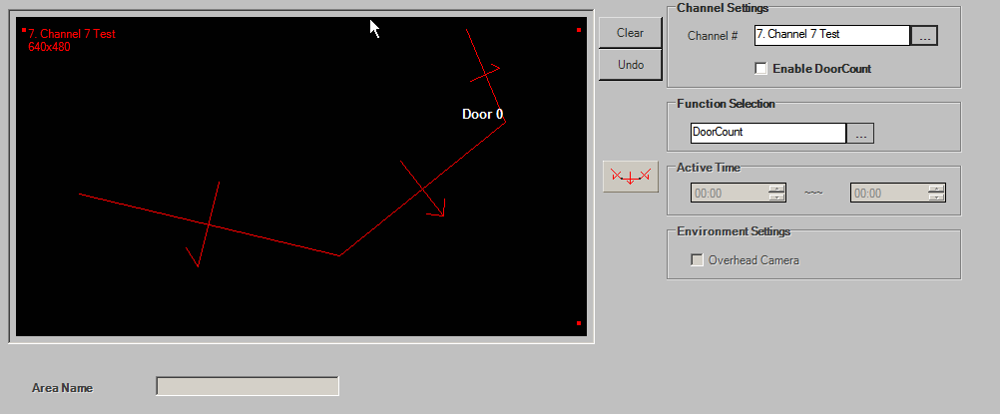 7. Channel 7 Test
640x480
Door 0
Clear
Undo
Channel Settings
Channel #
7. Channel 7 Test
...
Enable DoorCount
Function Selection
DoorCount
...
Active Time
00:00
~~~
00:00
Environment Settings
Overhead Camera
Area Name